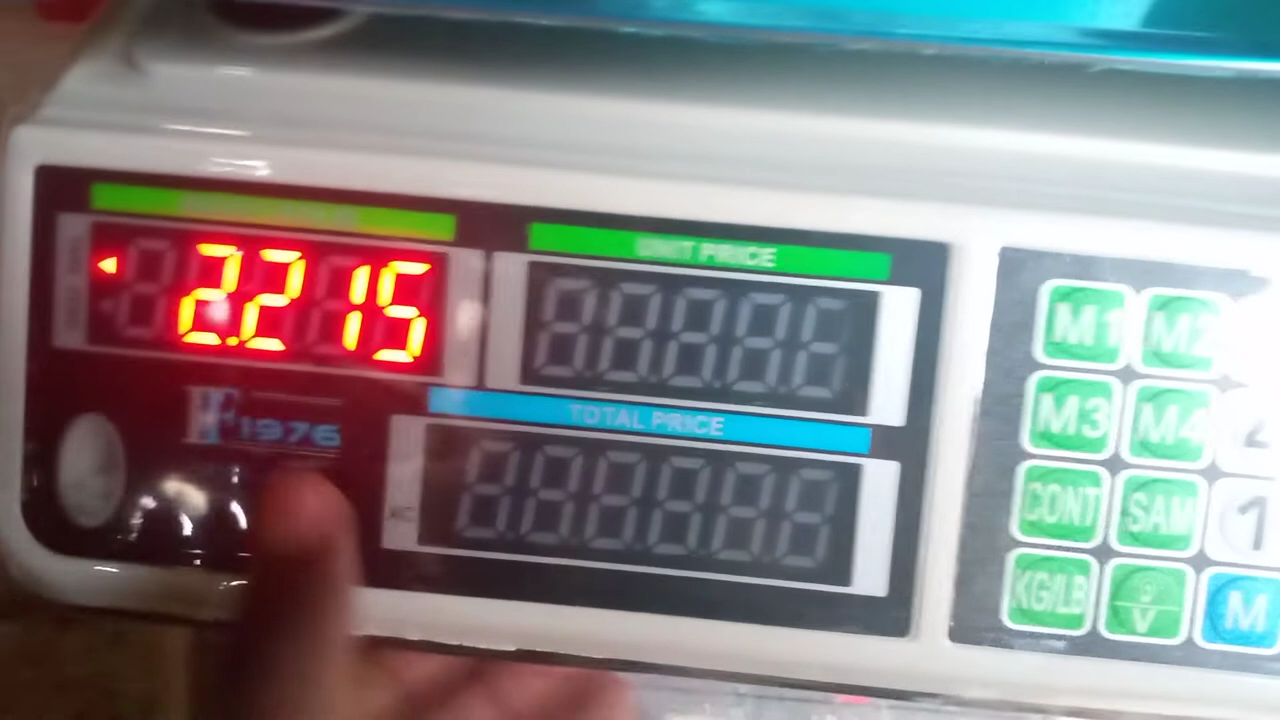 2.215
UNIT PRICE
1976
TOTAL PRICE
M1 M2
M3 M4
CONT SAM 1
KG/LB V M